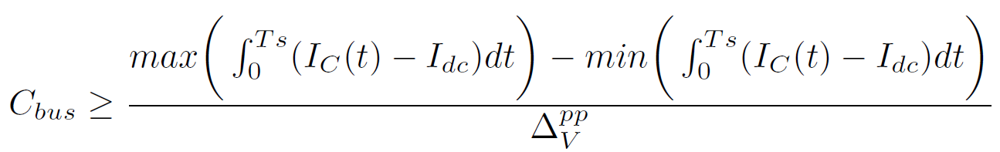 C_{bus} \geq \frac{max\left( \int_0^{Ts}(I_C(t) - I_{dc})dt \right) - min\left( \int_0^{Ts}(I_C(t) - I_{dc})dt \right)}{\Delta_V^{pp}}